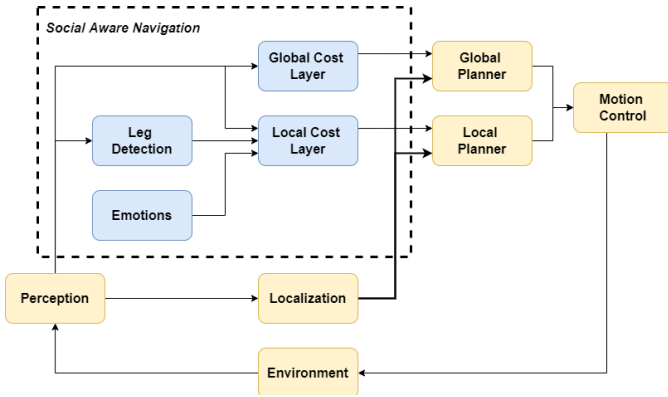 Social Aware Navigation
Global Cost
Layer
Global
Planner
Motion
Control
Leg
Detection
Local Cost
Layer
Local
Planner
Emotions
Perception
Localization
Environment